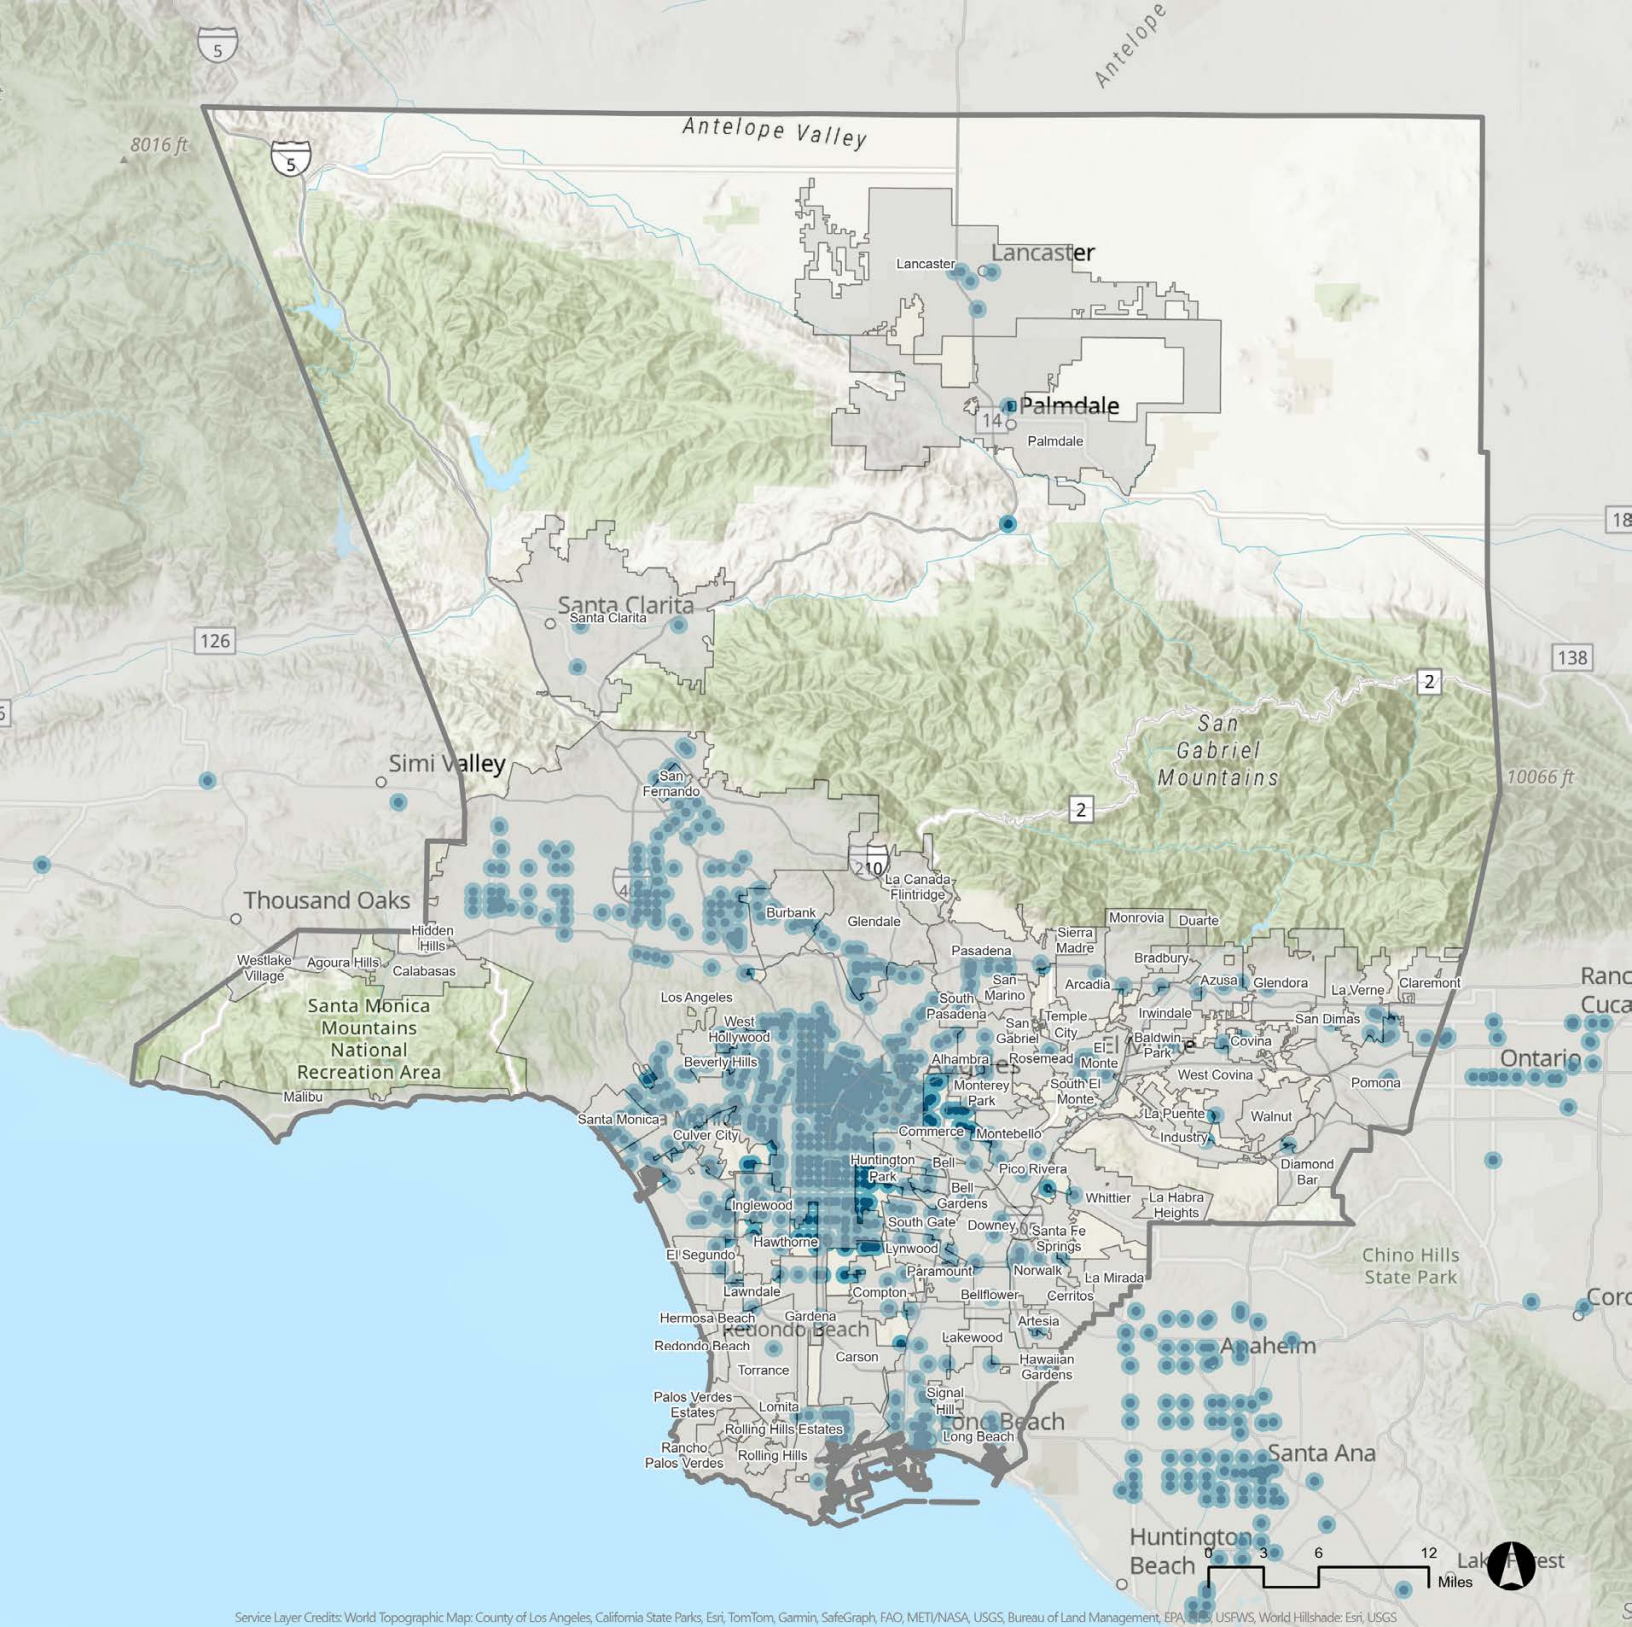 Antelope
5
Antelope Valley
8016 ft
5
Lancaster
Lancaster
Palmdale
14
Palmdale
18
Santa Clarita
Santa Clarita
126
138
2
San
Gabriel
Mountains
Simi Valley
San
Fernando
10066 ft
2
210
La Canada
Flintridge
Thousand Oaks
Burbank
Glendale
Monrovia
Duarte
Hidden
Hills
Sierra
Madre
Pasadena
Westlake
Village
Agoura Hills
Calabasas
Bradbury
Azusa
Glendora
La Verne
Claremont
Arcadia
San
Marino
Santa Monica
Mountains
National
Recreation Area
Los Angeles
South
Pasadena
West
Hollywood
Temple
City
Irwindale
San Dimas
San
Gabriel
Baldwin
Park
Covina
El
Monte
Ontario
Beverly Hills
Alhambra
Rosemead
Monterey
Park
South El
Monte
West Covina
Pomona
Malibu
Santa Monica
Culver City
Commerce
Montebello
La Puente
Walnut
Industry
Huntington
Park
Bell
Pico Rivera
Diamond
Bar
Bell
Gardens
Whittier
La Habra
Heights
Inglewood
South Gate
Downey
Santa Fe
Springs
Hawthorne
El Segundo
Lynwood
Chino Hills
State Park
Paramount
Norwalk
La Mirada
Lawndale
Compton
Bellflower
Cerritos
Hermosa Beach
Gardena
Artesia
Redondo Beach
Redondo Beach
Lakewood
Anaheim
Torrance
Carson
Hawaiian
Gardens
Palos Verdes
Estates
Lomita
Signal
Hill
Rolling Hills Estates
Long Beach
Long Beach
Rancho
Palos Verdes
Rolling Hills
Santa Ana
Huntington
Beach
0 3 6 12
Miles
Service Layer Credits: World Topographic Map: County of Los Angeles, California State Parks, Esri, TomTom, Garmin, SafeGraph, FAO, METI/NASA, USGS, Bureau of Land Management, EPA, NPS, USFWS, World Hillshade: Esri, USGS